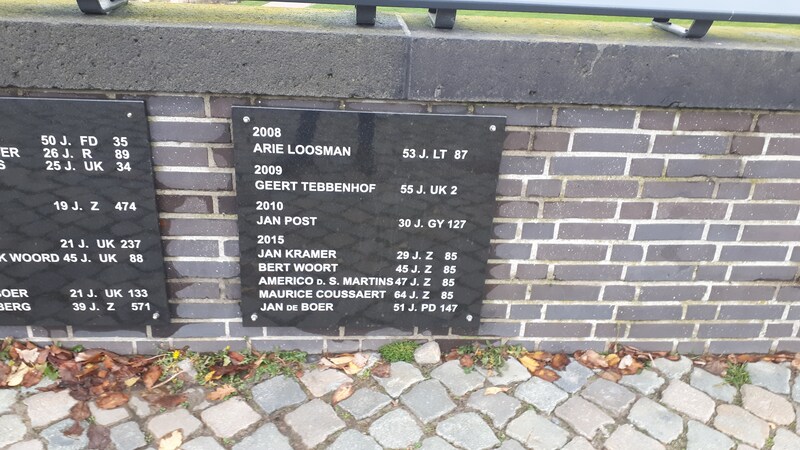 50 J. FD 35
26 J. R 89
25 J. UK 34
19 J. Z 474
21 J. UK 237
WOORD 45 J. UK 88
21 J. UK 133
39 J. Z 571
2008
ARIE LOOSMAN 53 J. LT 87
2009
GEERT TEBBENHOF 55 J. UK 2
2010
JAN POST 30 J. GY 127
2015
JAN KRAMER 29 J. Z 85
BERT WOORT 45 J. Z 85
AMERICO D. S. MARTINS 47 J. Z 85
MAURICE COUSSAERT 64 J. Z 85
JAN DE BOER 51 J. PD 147